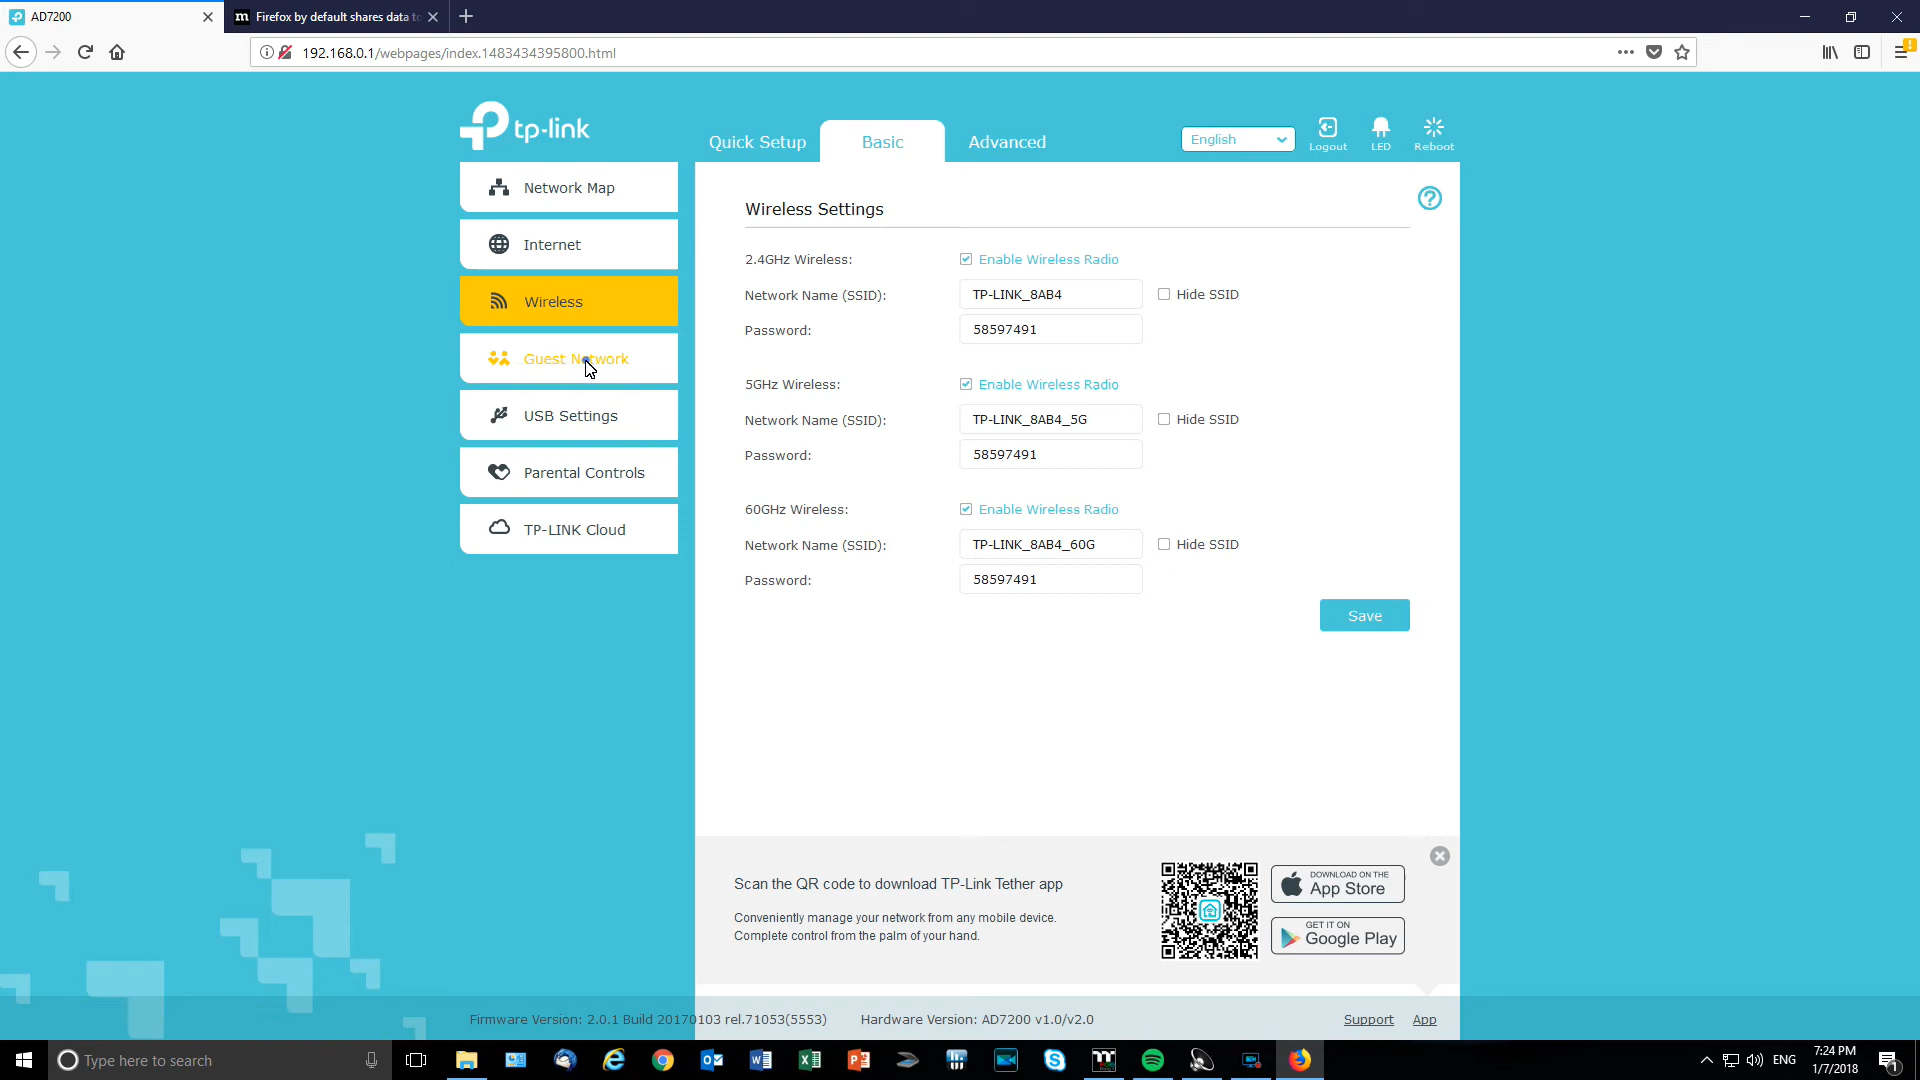 AD7200
Firefox by default shares data to
192.168.0.1/webpages/index.1483434395800.html
tp-link
Quick Setup
Basic
Advanced
English
Logout
LED
Reboot
Network Map
Internet
Wireless
Guest Network
USB Settings
Parental Controls
TP-LINK Cloud
Wireless Settings
2.4GHz Wireless:
Enable Wireless Radio
Network Name (SSID):
TP-LINK_8AB4
Hide SSID
Password:
58597491
5GHz Wireless:
Enable Wireless Radio
Network Name (SSID):
TP-LINK_8AB4_5G
Hide SSID
Password:
58597491
60GHz Wireless:
Enable Wireless Radio
Network Name (SSID):
TP-LINK_8AB4_60G
Hide SSID
Password:
58597491
Save
Scan the QR code to download TP-Link Tether app
Conveniently manage your network from any mobile device.
Complete control from the palm of your hand.
DOWNLOAD ON THE
App Store
GET IT ON
Google Play
Firmware Version: 2.0.1 Build 20170103 rel.71053(5553)
Hardware Version: AD7200 v1.0/v2.0
Support
App
Type here to search
ENG
7:24 PM
1/7/2018